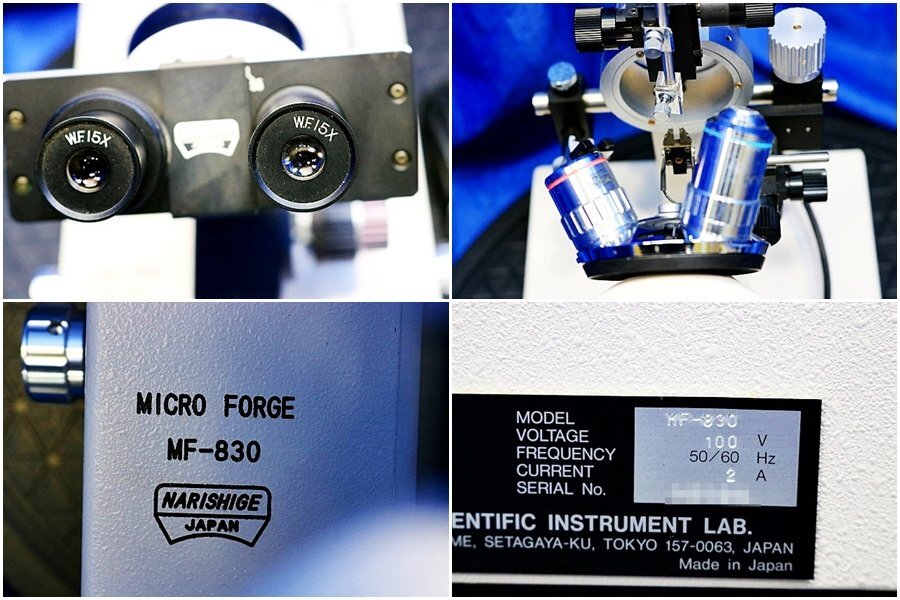 W.F.15X
W.F.15X
MICRO FORGE
MF-830
NARISHIGE
JAPAN
MODEL MF-830
VOLTAGE 100 V
FREQUENCY 50/60 Hz
CURRENT 2 A
SERIAL No.
ENTIFIC INSTRUMENT LAB.
ME, SETAGAYA-KU, TOKYO 157-0063, JAPAN
Made in Japan